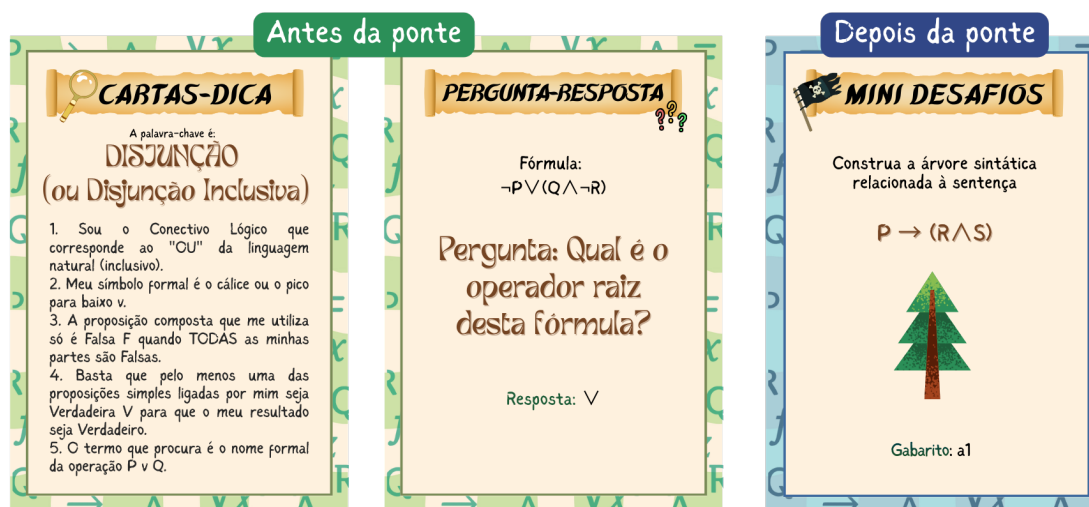 Antes da ponte
CARTAS-DICA
A palavra-chave é:
DISJUNÇÃO
(ou Disjunção Inclusiva)
1. Sou o Conectivo Lógico que
corresponde ao "OU" da linguagem
natural (inclusivo).
2. Meu símbolo formal é o cálice ou o pico
para baixo v.
3. A proposição composta que me utiliza
só é Falsa F quando TODAS as minhas
partes são Falsas.
4. Basta que pelo menos uma das
proposições simples ligadas por mim seja
Verdadeira V para que o meu resultado
seja Verdadeiro.
5. O termo que procura é o nome formal
da operação P v Q.
PERGUNTA-RESPOSTA
???
Fórmula:
¬P∨(Q∧¬R)
Pergunta: Qual é o
operador raiz
desta fórmula?
Resposta: ∨
Depois da ponte
MINI DESAFIOS
Construa a árvore sintática
relacionada à sentença
P → (R∧S)
Gabarito: a1